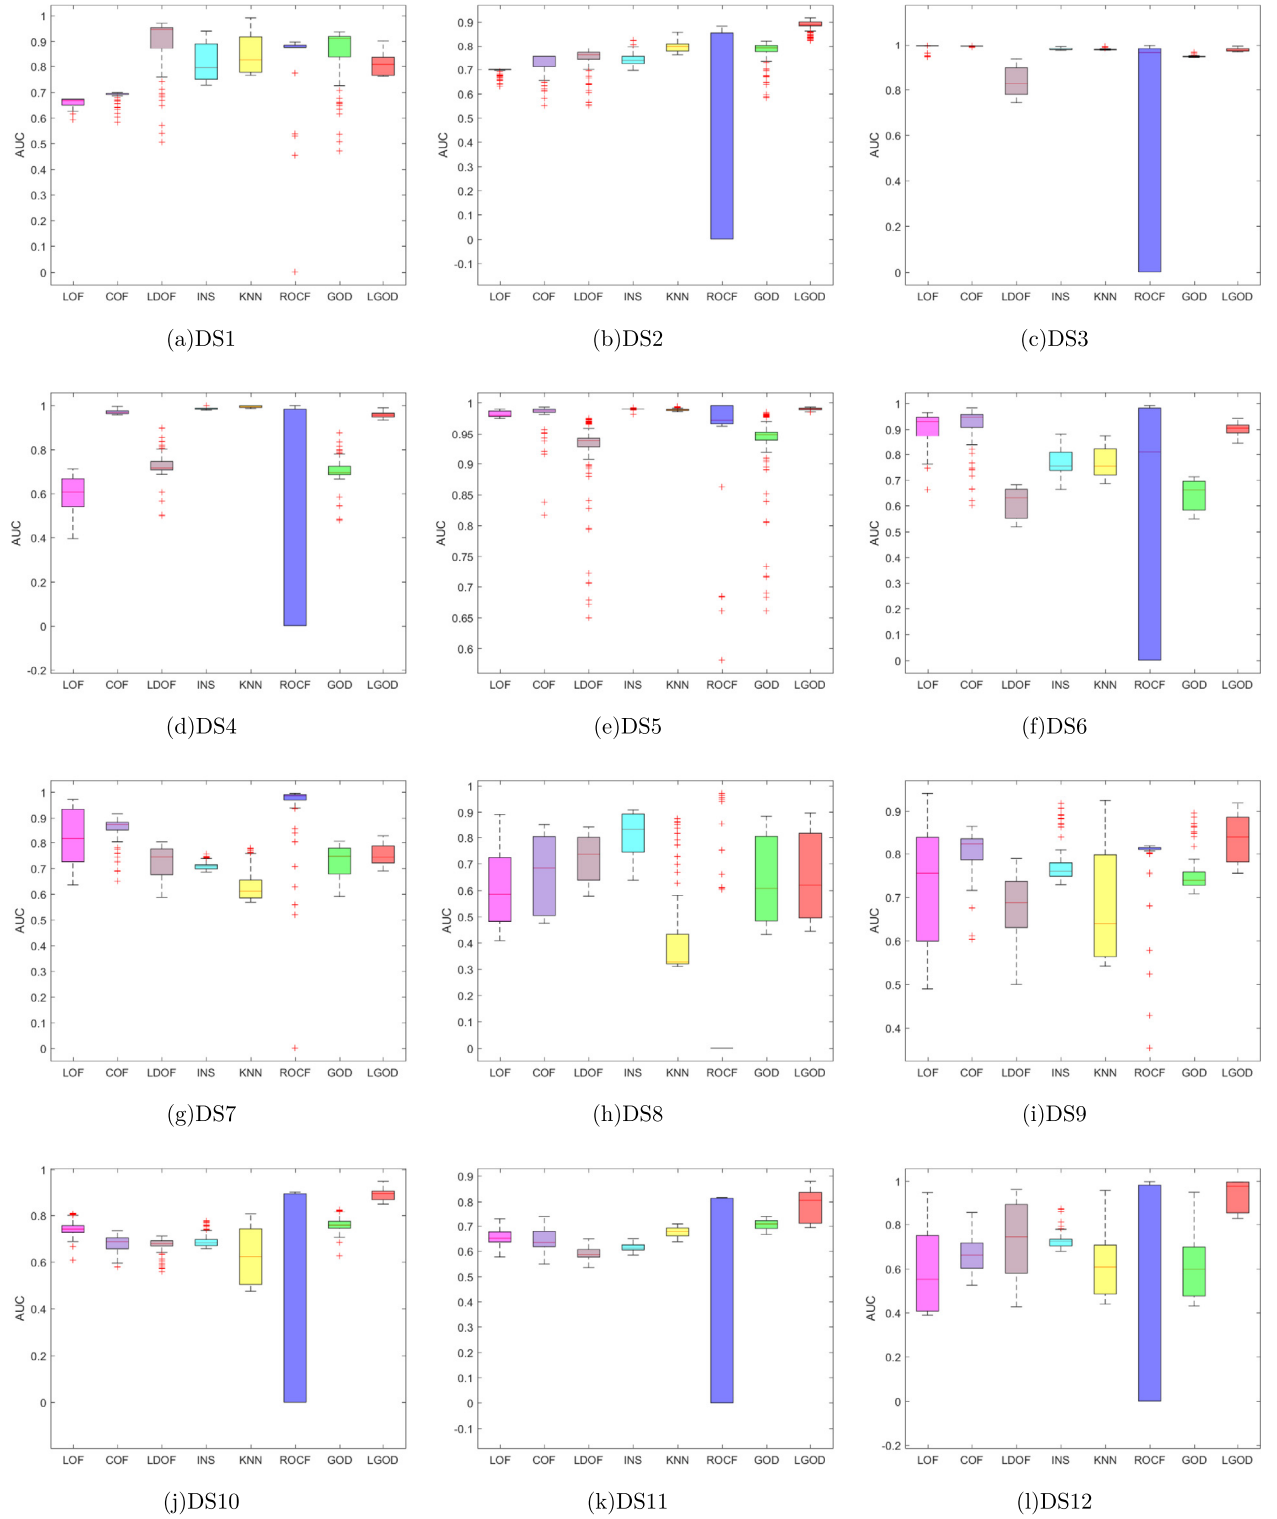 1
0.9
0.8
0.7
0.6
0.5
0.4
0.3
0.2
0.1
0
AUC
LOF COF LDOF INS KNN ROCF GOD LGOD
(a)DS1
0.9
0.8
0.7
0.6
0.5
0.4
0.3
0.2
0.1
0
-0.1
AUC
LOF COF LDOF INS KNN ROCF GOD LGOD
(b)DS2
1
0.8
0.6
0.4
0.2
0
AUC
LOF COF LDOF INS KNN ROCF GOD LGOD
(c)DS3
1
0.8
0.6
0.4
0.2
0
-0.2
AUC
LOF COF LDOF INS KNN ROCF GOD LGOD
(d)DS4
1
0.95
0.9
0.85
0.8
0.75
0.7
0.65
0.6
AUC
LOF COF LDOF INS KNN ROCF GOD LGOD
(e)DS5
1
0.9
0.8
0.7
0.6
0.5
0.4
0.3
0.2
0.1
0
AUC
LOF COF LDOF INS KNN ROCF GOD LGOD
(f)DS6
1
0.9
0.8
0.7
0.6
0.5
0.4
0.3
0.2
0.1
0
AUC
LOF COF LDOF INS KNN ROCF GOD LGOD
(g)DS7
1
0.9
0.8
0.7
0.6
0.5
0.4
0.3
0.2
0.1
0
AUC
LOF COF LDOF INS KNN ROCF GOD LGOD
(h)DS8
0.9
0.8
0.7
0.6
0.5
0.4
AUC
LOF COF LDOF INS KNN ROCF GOD LGOD
(i)DS9
1
0.8
0.6
0.4
0.2
0
AUC
LOF COF LDOF INS KNN ROCF GOD LGOD
(j)DS10
0.9
0.8
0.7
0.6
0.5
0.4
0.3
0.2
0.1
0
-0.1
AUC
LOF COF LDOF INS KNN ROCF GOD LGOD
(k)DS11
1
0.8
0.6
0.4
0.2
0
-0.2
AUC
LOF COF LDOF INS KNN ROCF GOD LGOD
(l)DS12